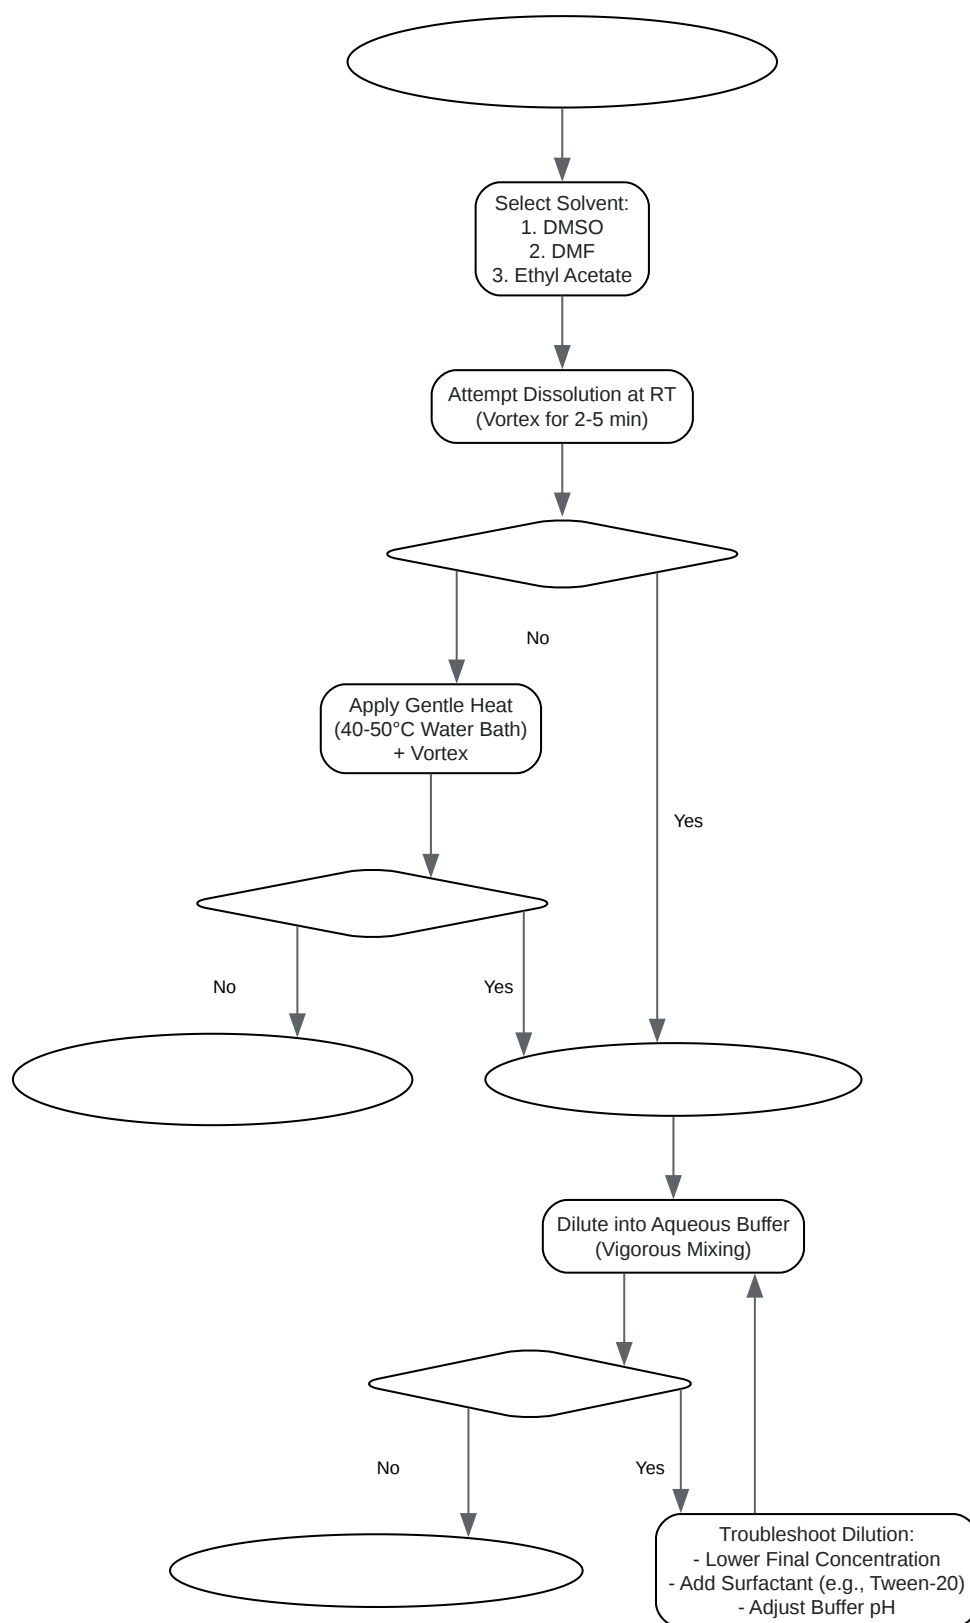 Select Solvent:
1. DMSO
2. DMF
3. Ethyl Acetate
Attempt Dissolution at RT
(Vortex for 2-5 min)
No
Apply Gentle Heat
(40-50°C Water Bath)
+ Vortex
Yes
No
Yes
Dilute into Aqueous Buffer
(Vigorous Mixing)
No
Yes
Troubleshoot Dilution:
- Lower Final Concentration
- Add Surfactant (e.g., Tween-20)
- Adjust Buffer pH